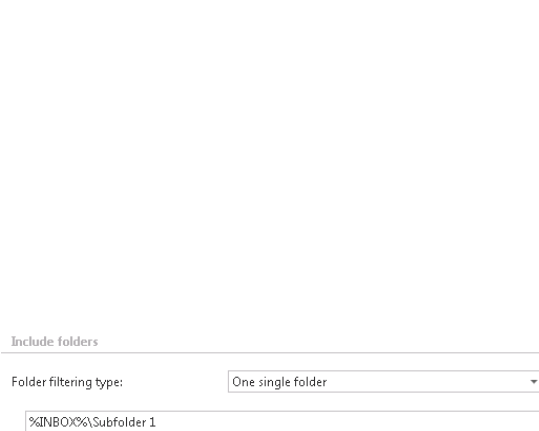 Include folders
Folder filtering type:
One single folder
%INBOX%\Subfolder 1